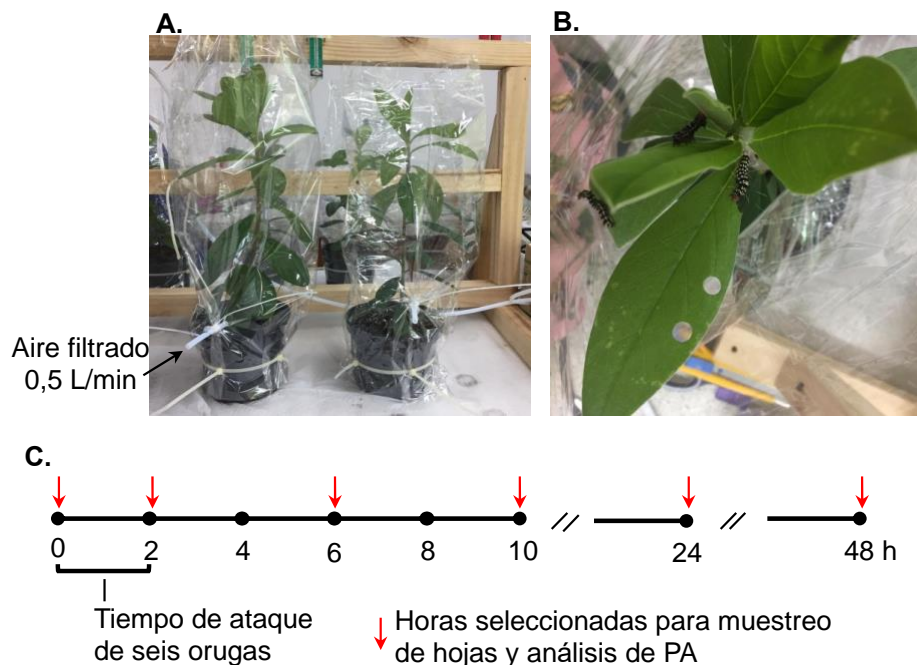 A.
B.
Aire filtrado
0,5 L/min
C.
0 2 4 6 8 10 24 48 h
Tiempo de ataque
de seis orugas
Horas seleccionadas para muestreo
de hojas y análisis de PA